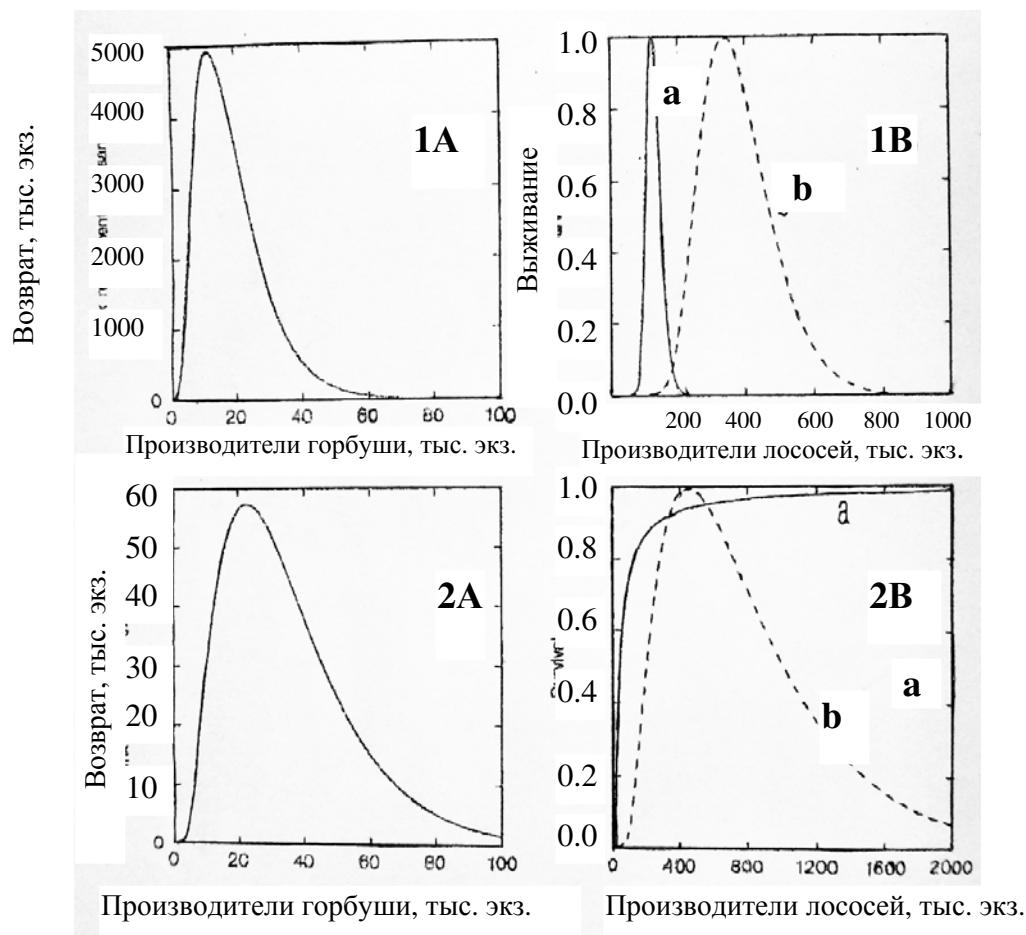 Возврат, тыс. экз.
5000
4000
3000
2000
1000
0
1A
0 20 40 60 80 100
Производители горбуши, тыс. экз.
Выживание
1.0
0.8
0.6
0.4
0.2
0.0
a
1B
b
200 400 600 800 1000
Производители лососей, тыс. экз.
Возврат, тыс. экз.
60
50
40
30
20
10
0
2A
0 20 40 60 80 100
Производители горбуши, тыс. экз.
1.0
0.8
0.6
0.4
0.2
0.0
a
2B
a
b
0 400 800 1200 1600 2000
Производители лососей, тыс. экз.